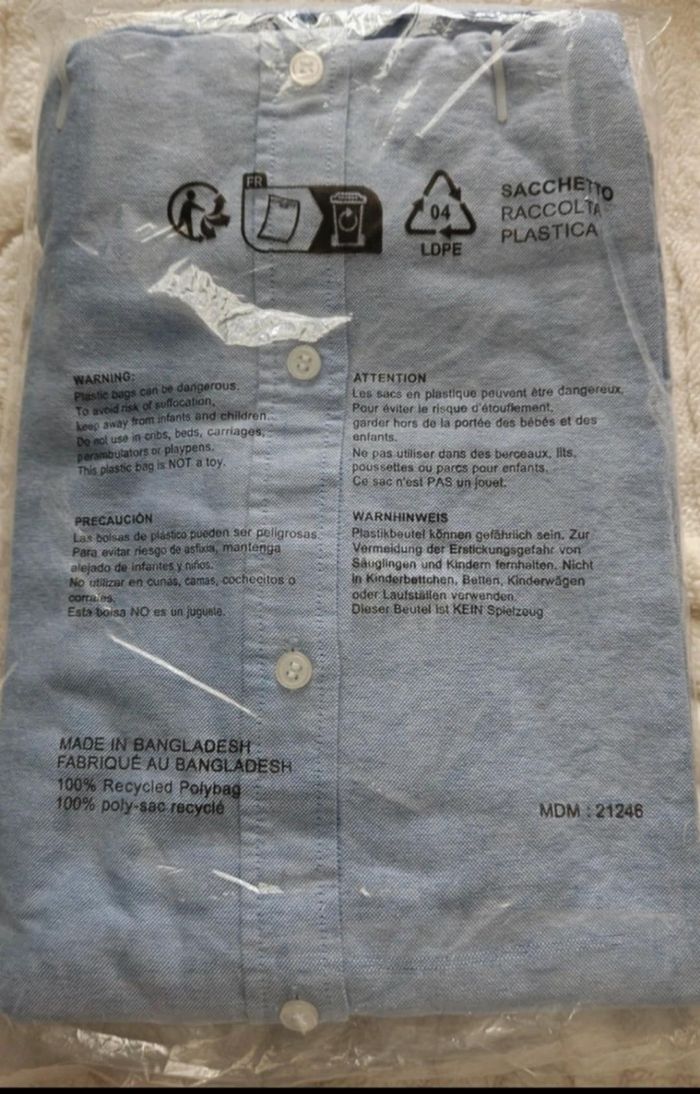 FR
04
LDPE
SACCHETTO
RACCOLTA
PLASTICA
WARNING:
Plastic bags can be dangerous.
To avoid risk of suffocation,
keep away from infants and children.
Do not use in cribs, beds, carriages,
perambulators or playpens.
This plastic bag is NOT a toy.
ATTENTION
Les sacs en plastique peuvent être dangereux.
Pour éviter le risque d'étouflement,
garder hors de la portée des bébés et des
enfants.
Ne pas utiliser dans des berceaux, lits,
poussettes ou parcs pour enfants.
Ce sac n'est PAS un jouet.
PRECAUCIÓN
Las bolsas de plástico pueden ser peligrosas.
Para evitar riesgo de asfixia, mantenga
alejado de infantes y niños.
No utilizar en cunas, camas, cochecitos o
corrales.
Esta bolsa NO es un juguete.
WARNHINWEIS
Plastikbeutel können gefährlich sein. Zur
Vermeidung der Erstickungsgefahr von
Säuglingen und Kindern fernhalten. Nicht
in Kinderbettchen, Betten, Kinderwägen
oder Laufställen verwenden.
Dieser Beutel ist KEIN Spielzeug
MADE IN BANGLADESH
FABRIQUÉ AU BANGLADESH
100% Recycled Polybag
100% poly-sac recyclé
MDM : 21246